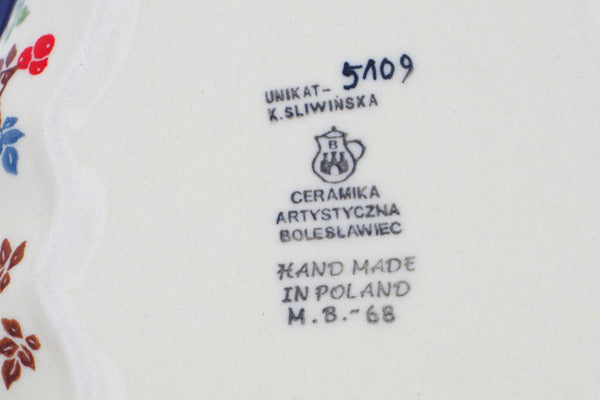 UNIKAT- 5109
K.SLIWIŃSKA
B
CERAMIKA
ARTYSTYCZNA
BOLESŁAWIEC
HAND MADE
IN POLAND
M.B.-68